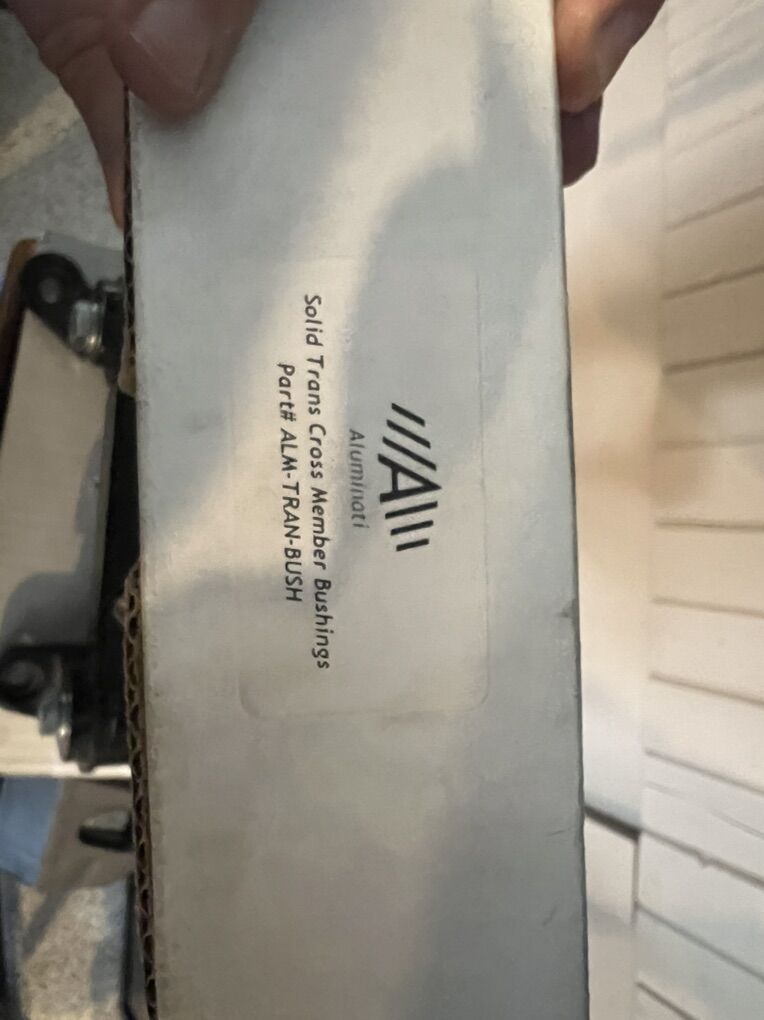 ///A\\\
Aluminati
Solid Trans Cross Member Bushings
Part# ALM-TRAN-BUSH